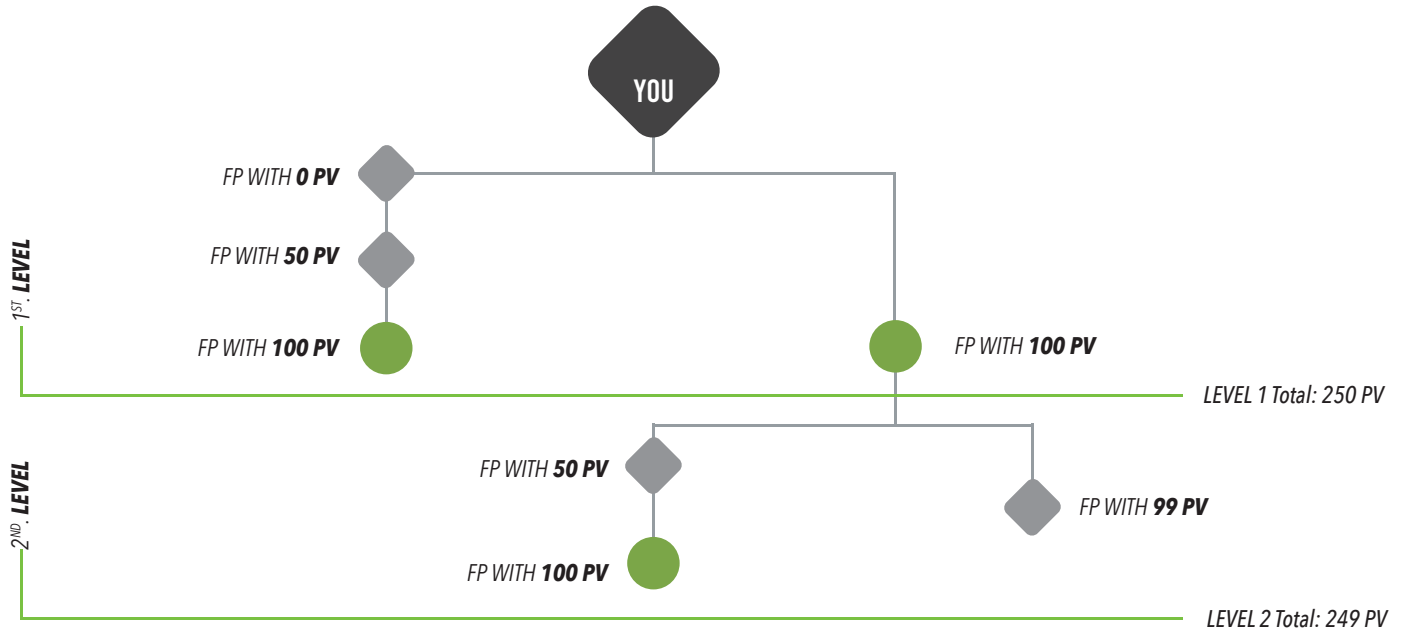 YOU
FP WITH 0 PV
FP WITH 50 PV
1ST. LEVEL
FP WITH 100 PV
FP WITH 100 PV
LEVEL 1 Total: 250 PV
FP WITH 50 PV
2ND. LEVEL
FP WITH 99 PV
FP WITH 100 PV
LEVEL 2 Total: 249 PV